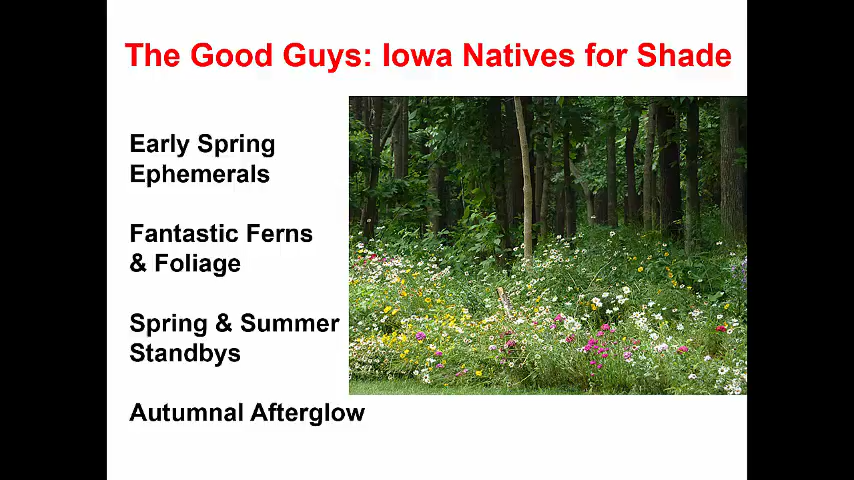 The Good Guys: Iowa Natives for Shade
Early Spring
Ephemerals
Fantastic Ferns
& Foliage
Spring & Summer
Standbys
Autumnal Afterglow